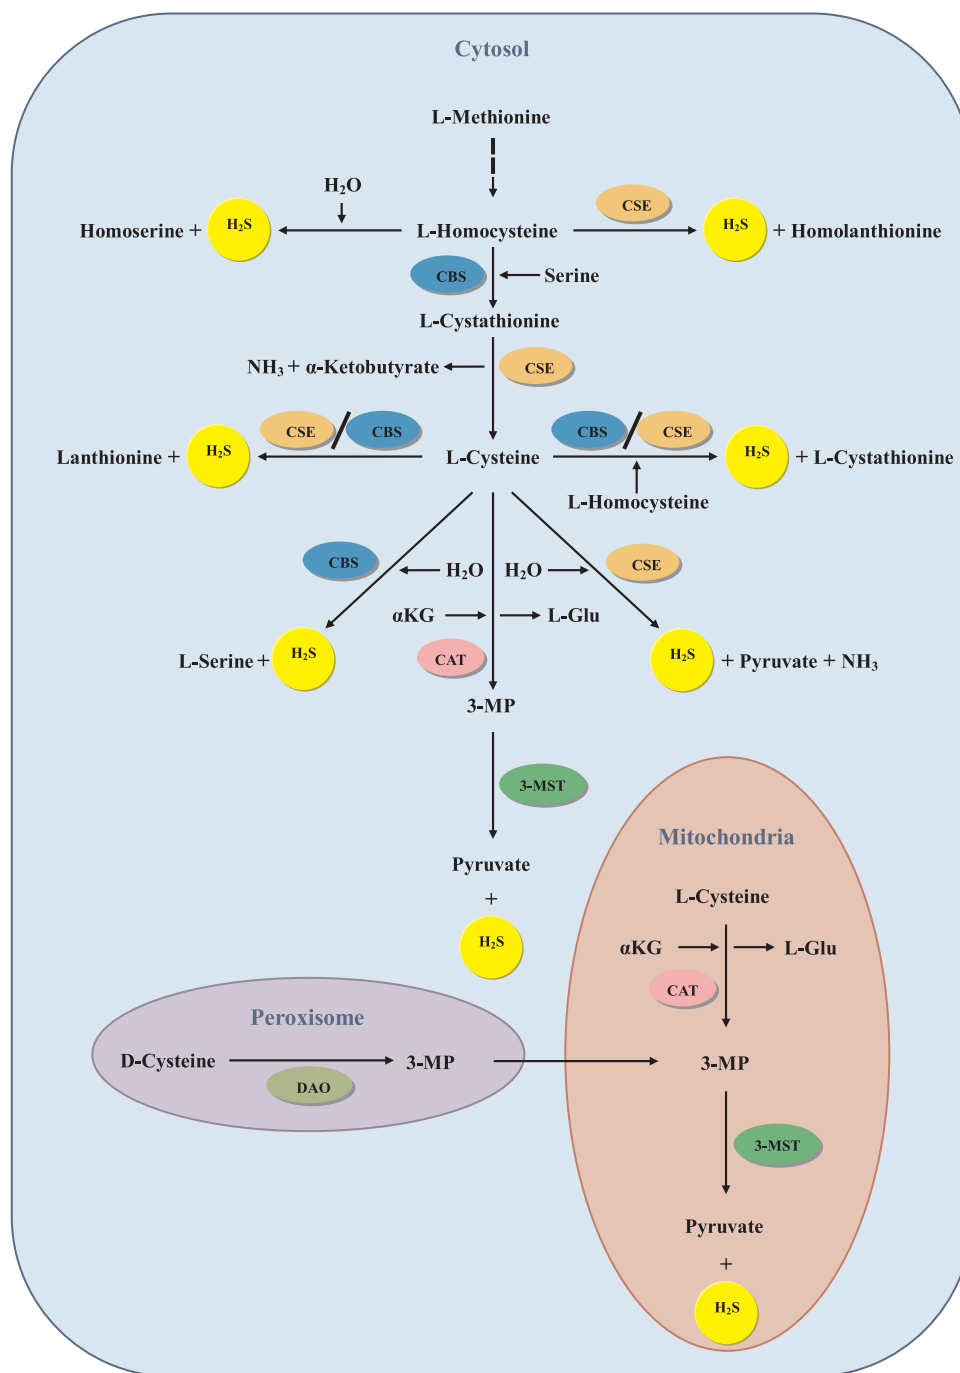 Cytosol
L-Methionine
H₂O
CSE
Homoserine + H₂S L-Homocysteine H₂S + Homolanthionine
CBS Serine
L-Cystathionine
NH₃ + α-Ketobutyrate CSE
CSE / CBS CBS / CSE
Lanthionine + H₂S L-Cysteine H₂S + L-Cystathionine
L-Homocysteine
CBS H₂O H₂O CSE
αKG L-Glu
L-Serine + H₂S CAT H₂S + Pyruvate + NH₃
3-MP
3-MST
Pyruvate
+
H₂S
Mitochondria
L-Cysteine
αKG L-Glu
CAT
Peroxisome
D-Cysteine 3-MP 3-MP
DAO
3-MST
Pyruvate
+
H₂S